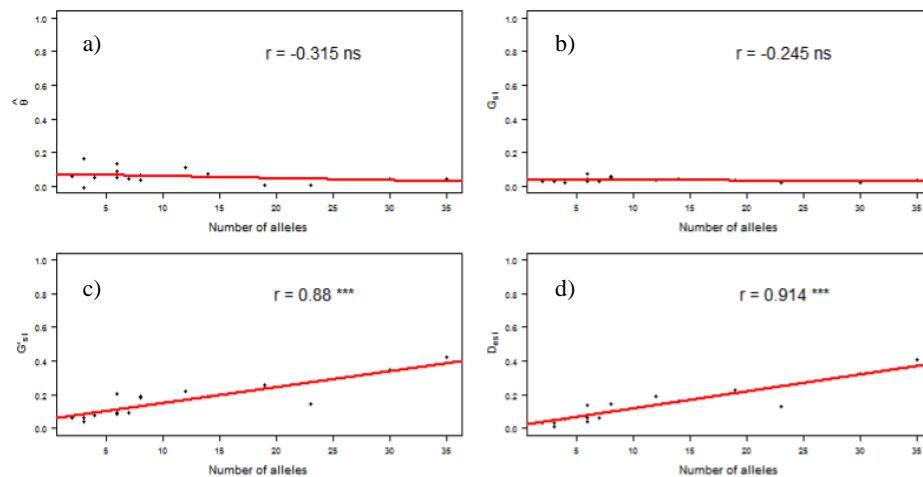 a)
r = -0.315 ns
1.0
0.8
0.6
0.4
0.2
0.0
θ̂
5 10 15 20 25 30 35
Number of alleles
b)
r = -0.245 ns
1.0
0.8
0.6
0.4
0.2
0.0
Gst
5 10 15 20 25 30 35
Number of alleles
c)
r = 0.88 ***
1.0
0.8
0.6
0.4
0.2
0.0
G'st
5 10 15 20 25 30 35
Number of alleles
d)
r = 0.914 ***
1.0
0.8
0.6
0.4
0.2
0.0
Dest
5 10 15 20 25 30 35
Number of alleles